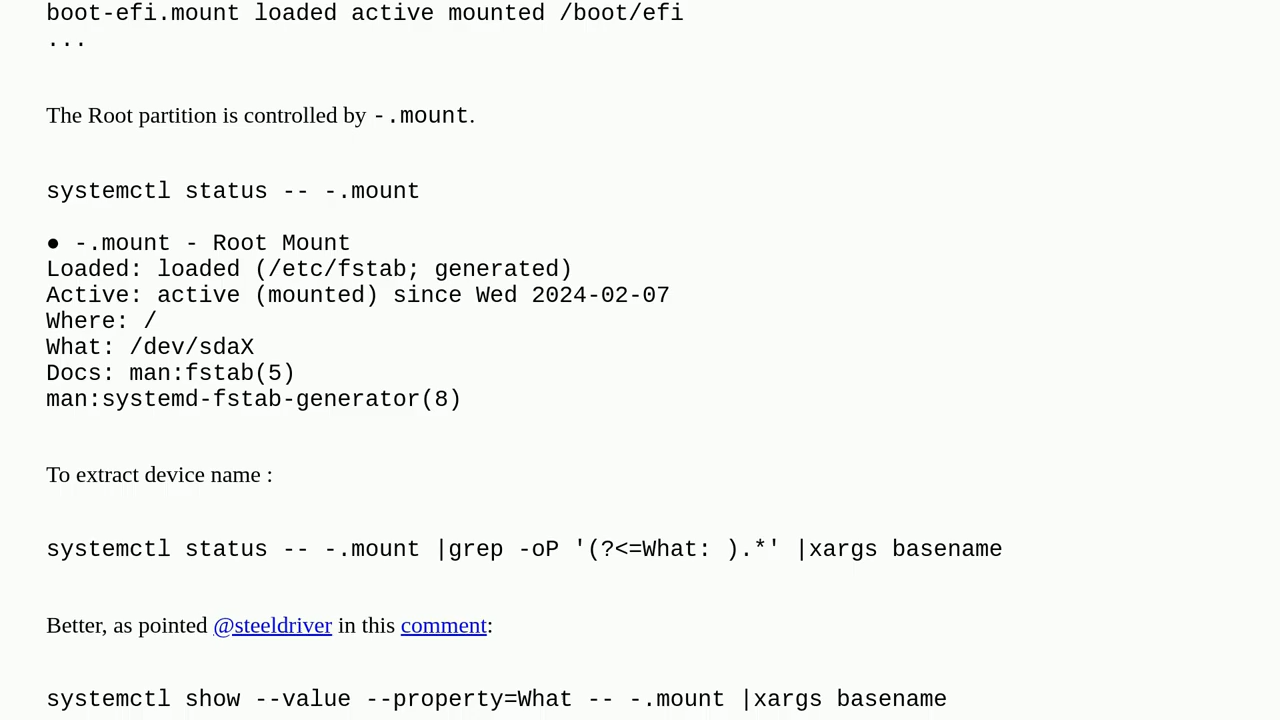 boot-efi.mount loaded active mounted /boot/efi
...
The Root partition is controlled by -.mount.
systemctl status -- -.mount
● -.mount - Root Mount
Loaded: loaded (/etc/fstab; generated)
Active: active (mounted) since Wed 2024-02-07
Where: /
What: /dev/sdaX
Docs: man:fstab(5)
man:systemd-fstab-generator(8)
To extract device name :
systemctl status -- -.mount |grep -oP '(?<=What: ).*' |xargs basename
Better, as pointed @steeldriver in this comment:
systemctl show --value --property=What -- -.mount |xargs basename